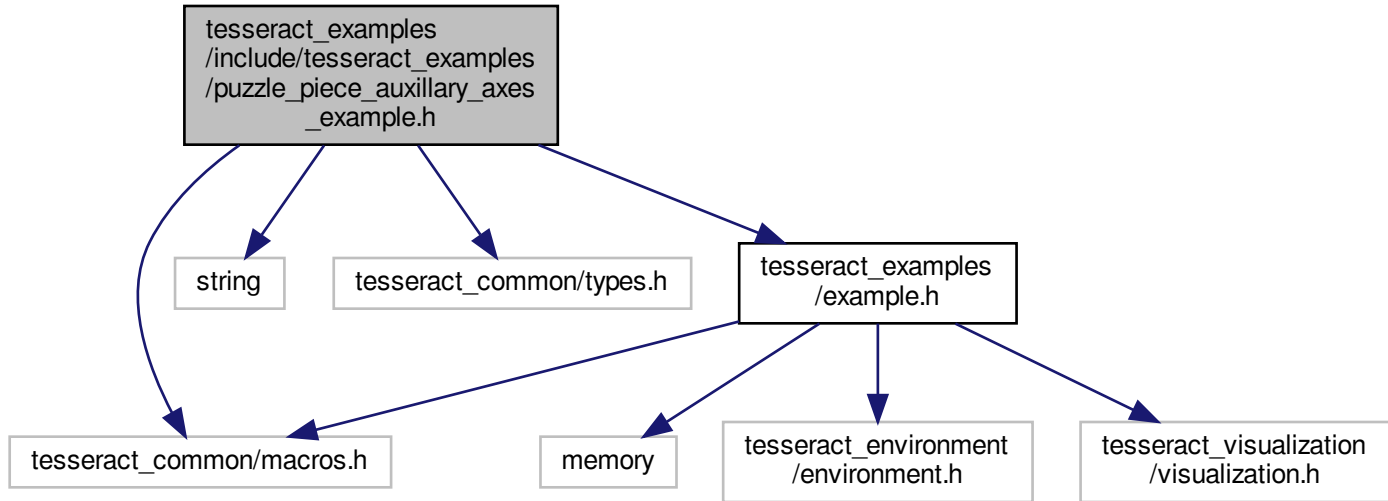 tesseract_examples
/include/tesseract_examples
/puzzle_piece_auxillary_axes
_example.h
string
tesseract_common/types.h
tesseract_examples
/example.h
tesseract_common/macros.h
memory
tesseract_environment
/environment.h
tesseract_visualization
/visualization.h